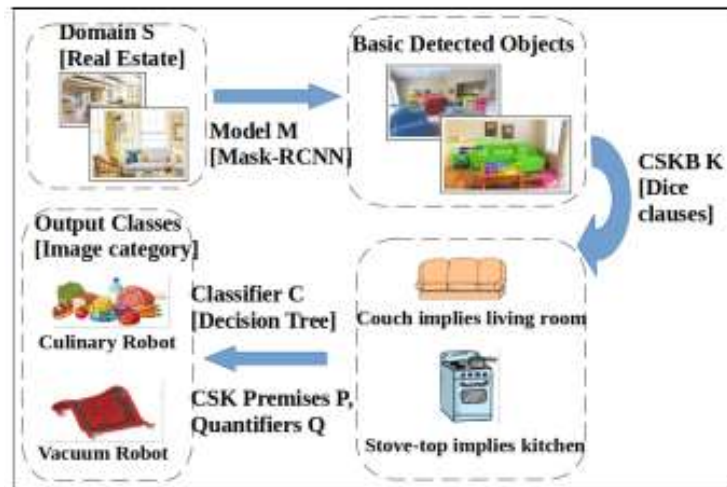 Domain S
[Real Estate]
Model M
[Mask-RCNN]
Basic Detected Objects
CSKB K
[Dice
clauses]
Couch implies living room
Stove-top implies kitchen
Classifier C
[Decision Tree]
CSK Premises P,
Quantifiers Q
Output Classes
[Image category]
Culinary Robot
Vacuum Robot